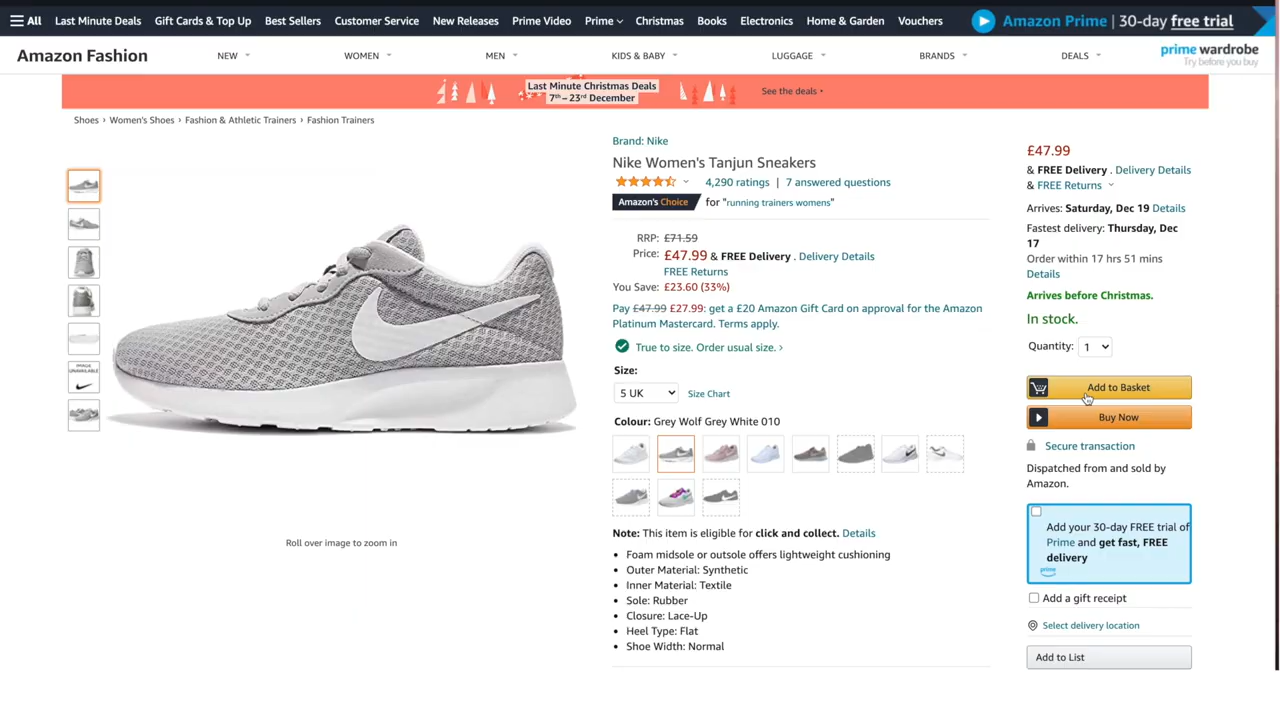 All Last Minute Deals Gift Cards & Top Up Best Sellers Customer Service New Releases Prime Video Prime Christmas Books Electronics Home & Garden Vouchers Amazon Prime | 30-day free trial
Amazon Fashion NEW WOMEN MEN KIDS & BABY LUGGAGE BRANDS DEALS prime wardrobe
Try before you buy
Last Minute Christmas Deals
7th – 23rd December
See the deals ▸
Shoes › Women's Shoes › Fashion & Athletic Trainers › Fashion Trainers
IMAGE
UNAVAILABLE
Roll over image to zoom in
Brand: Nike
Nike Women's Tanjun Sneakers
4,290 ratings | 7 answered questions
Amazon's Choice for "running trainers womens"
RRP: £71.59
Price: £47.99 & FREE Delivery . Delivery Details
FREE Returns
You Save: £23.60 (33%)
Pay £47.99 £27.99: get a £20 Amazon Gift Card on approval for the Amazon
Platinum Mastercard. Terms apply.
True to size. Order usual size. ›
Size:
5 UK Size Chart
Colour: Grey Wolf Grey White 010
Note: This item is eligible for click and collect. Details
• Foam midsole or outsole offers lightweight cushioning
• Outer Material: Synthetic
• Inner Material: Textile
• Sole: Rubber
• Closure: Lace-Up
• Heel Type: Flat
• Shoe Width: Normal
£47.99
& FREE Delivery . Delivery Details
& FREE Returns
Arrives: Saturday, Dec 19 Details
Fastest delivery: Thursday, Dec
17
Order within 17 hrs 51 mins
Details
Arrives before Christmas.
In stock.
Quantity: 1
Add to Basket
Buy Now
Secure transaction
Dispatched from and sold by
Amazon.
Add your 30-day FREE trial of
Prime and get fast, FREE
delivery
prime
Add a gift receipt
Select delivery location
Add to List